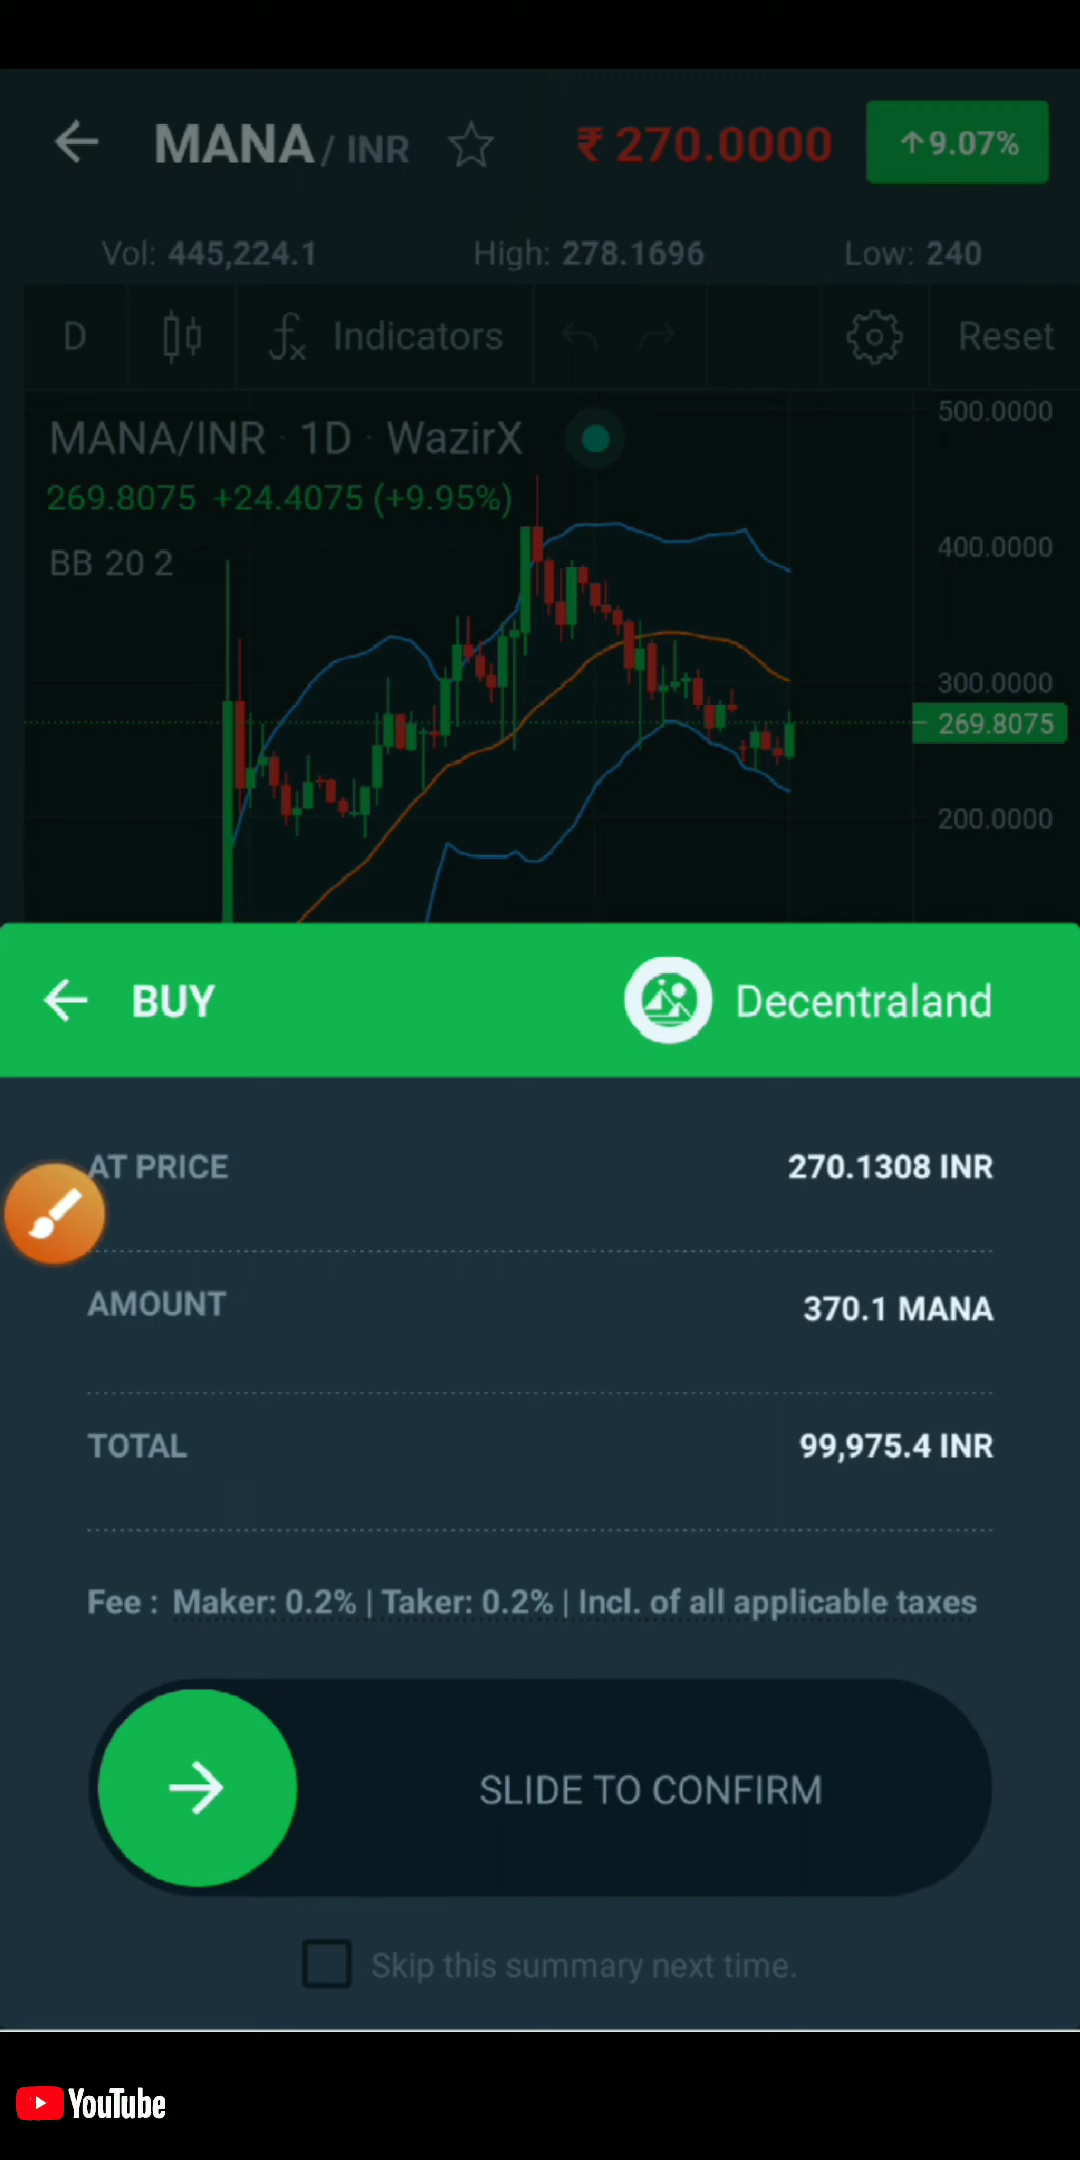 MANA / INR ₹ 270.0000 ↑9.07%
Vol: 445,224.1 High: 278.1696 Low: 240
D fx Indicators Reset
500.0000
MANA/INR · 1D · WazirX
269.8075 +24.4075 (+9.95%)
400.0000
BB 20 2
300.0000
269.8075
200.0000
BUY Decentraland
AT PRICE 270.1308 INR
AMOUNT 370.1 MANA
TOTAL 99,975.4 INR
Fee : Maker: 0.2% | Taker: 0.2% | Incl. of all applicable taxes
SLIDE TO CONFIRM
Skip this summary next time.
YouTube